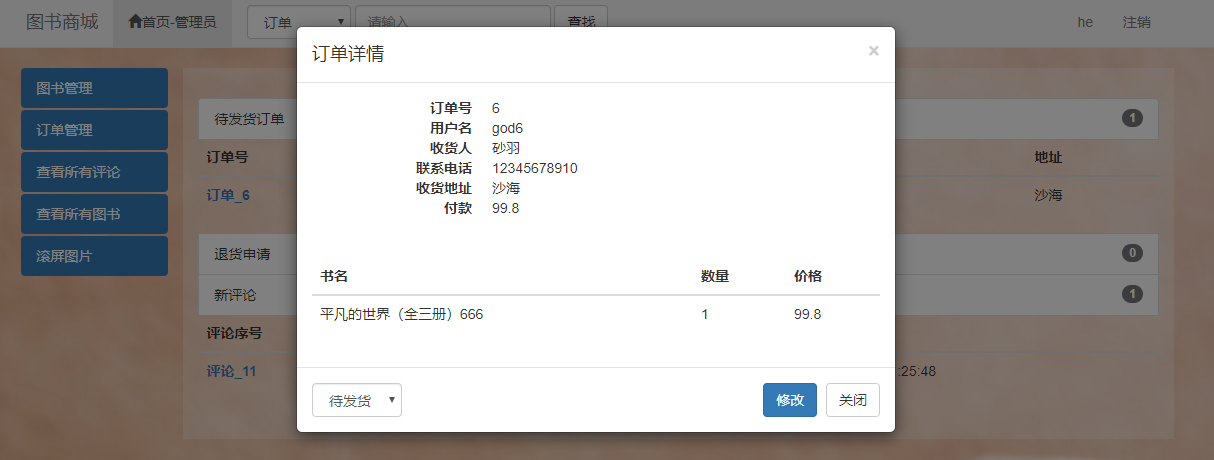 图书商城 首页-管理员 订单 请输入 查找 he 注销
图书管理
订单管理
查看所有评论
查看所有图书
滚屏图片
待发货订单 1
订单号 地址
订单_6 沙海
退货申请 0
新评论 1
评论序号
评论_11 :25:48
订单详情 ×
订单号 6
用户名 god6
收货人 砂羽
联系电话 12345678910
收货地址 沙海
付款 99.8
书名 数量 价格
平凡的世界（全三册）666 1 99.8
待发货 修改 关闭